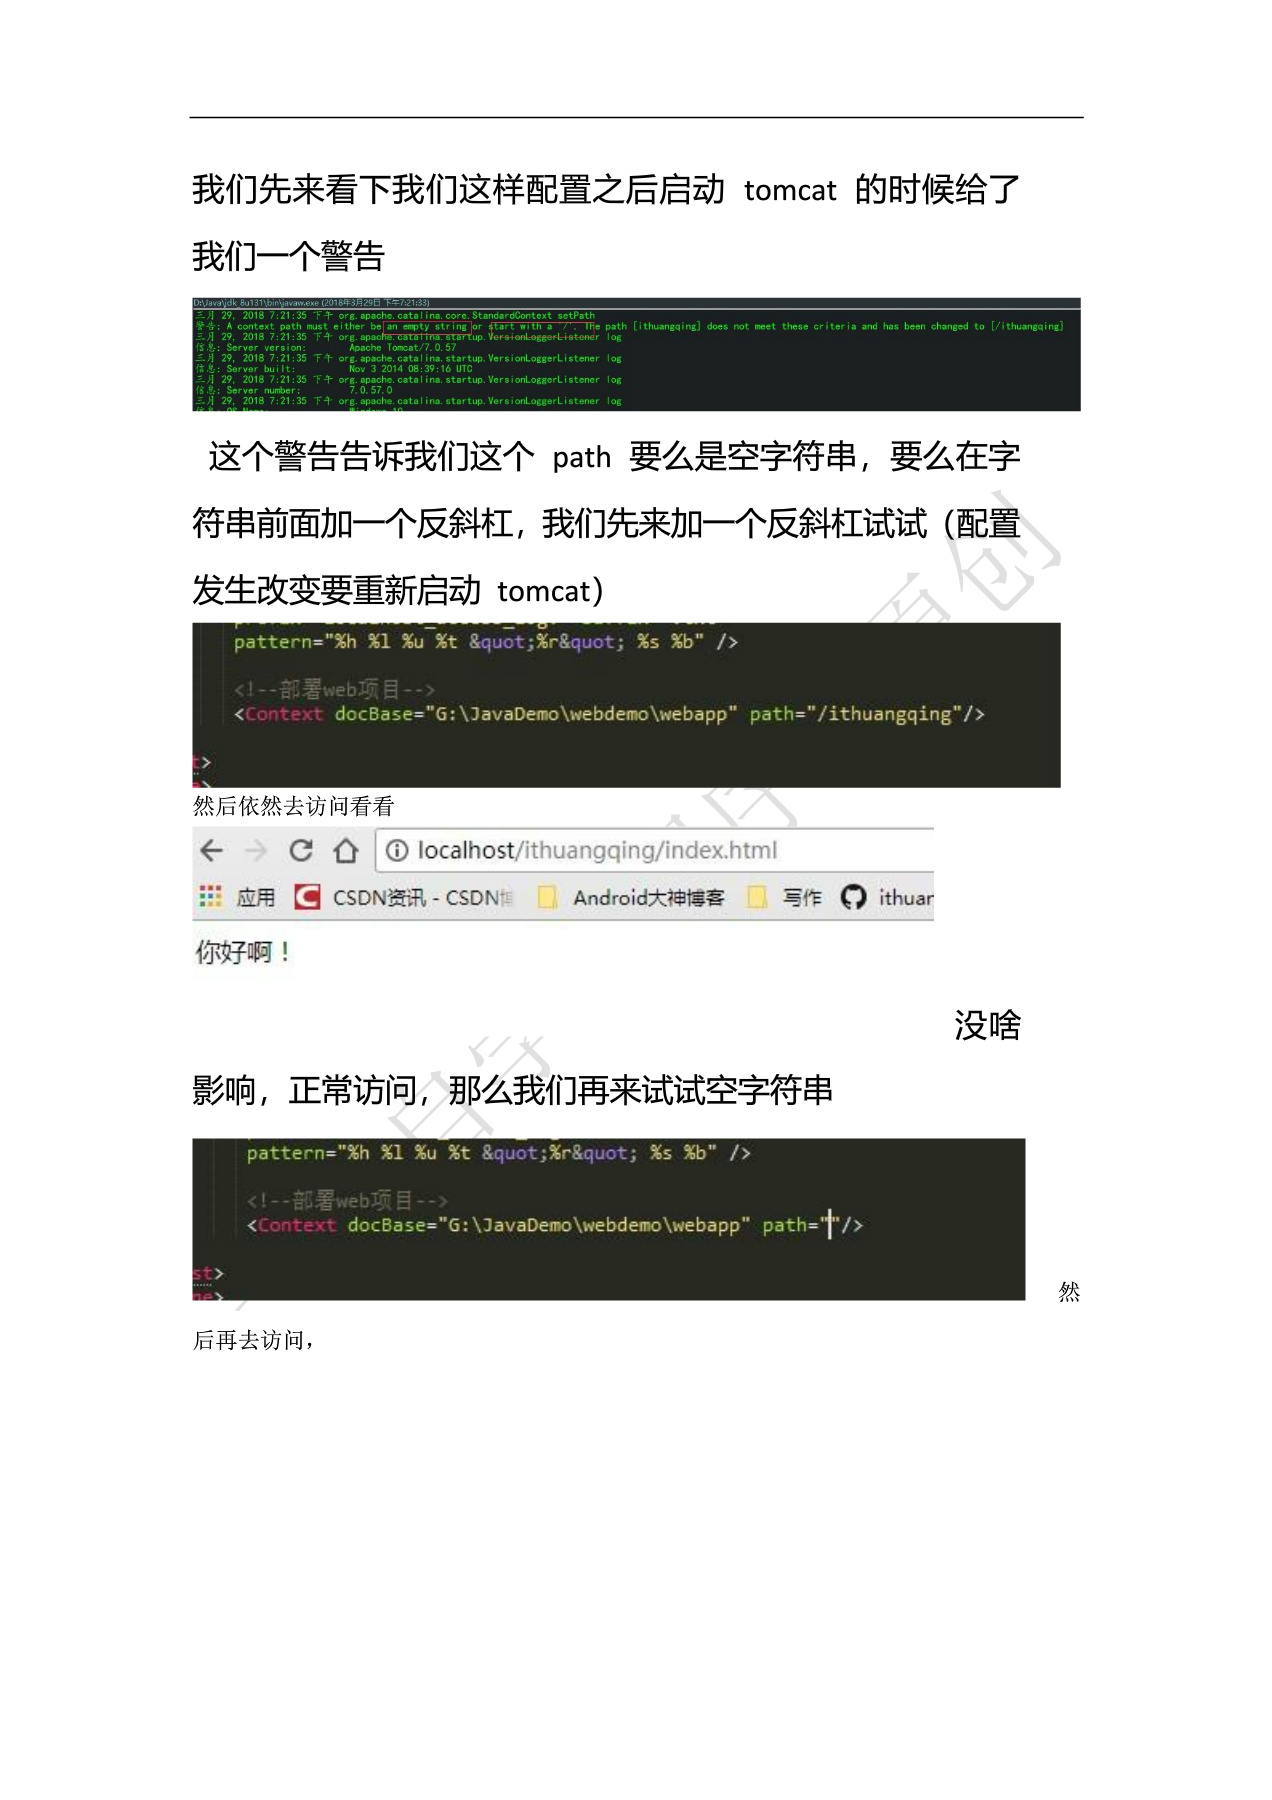 我们先来看下我们这样配置之后启动 tomcat 的时候给了
我们一个警告
D:\Java\jdk_8u131\bin\javaw.exe (2018年3月29日 下午7:21:33)
三月 29, 2018 7:21:35 下午 org.apache.catalina.core.StandardContext setPath
警告: A context path must either be an empty string or start with a '/'. The path [ithuangqing] does not meet these criteria and has been changed to [/ithuangqing]
三月 29, 2018 7:21:35 下午 org.apache.catalina.startup.VersionLoggerListener log
信息: Server version: Apache Tomcat/7.0.57
三月 29, 2018 7:21:35 下午 org.apache.catalina.startup.VersionLoggerListener log
信息: Server built: Nov 3 2014 08:39:16 UTC
三月 29, 2018 7:21:35 下午 org.apache.catalina.startup.VersionLoggerListener log
信息: Server number: 7.0.57.0
三月 29, 2018 7:21:35 下午 org.apache.catalina.startup.VersionLoggerListener log
这个警告告诉我们这个 path 要么是空字符串，要么在字
符串前面加一个反斜杠，我们先来加一个反斜杠试试（配置
发生改变要重新启动 tomcat）
pattern="%h %l %u %t &quot;%r&quot; %s %b" />
<!--部署web项目-->
<Context docBase="G:\JavaDemo\webdemo\webapp" path="/ithuangqing"/>
t>
然后依然去访问看看
localhost/ithuangqing/index.html
应用 CSDN资讯 - CSDN博 Android大神博客 写作 ithuan
你好啊！
没啥
影响，正常访问，那么我们再来试试空字符串
pattern="%h %l %u %t &quot;%r&quot; %s %b" />
<!--部署web项目-->
<Context docBase="G:\JavaDemo\webdemo\webapp" path=""/>
st>
ne>
然
后再去访问，